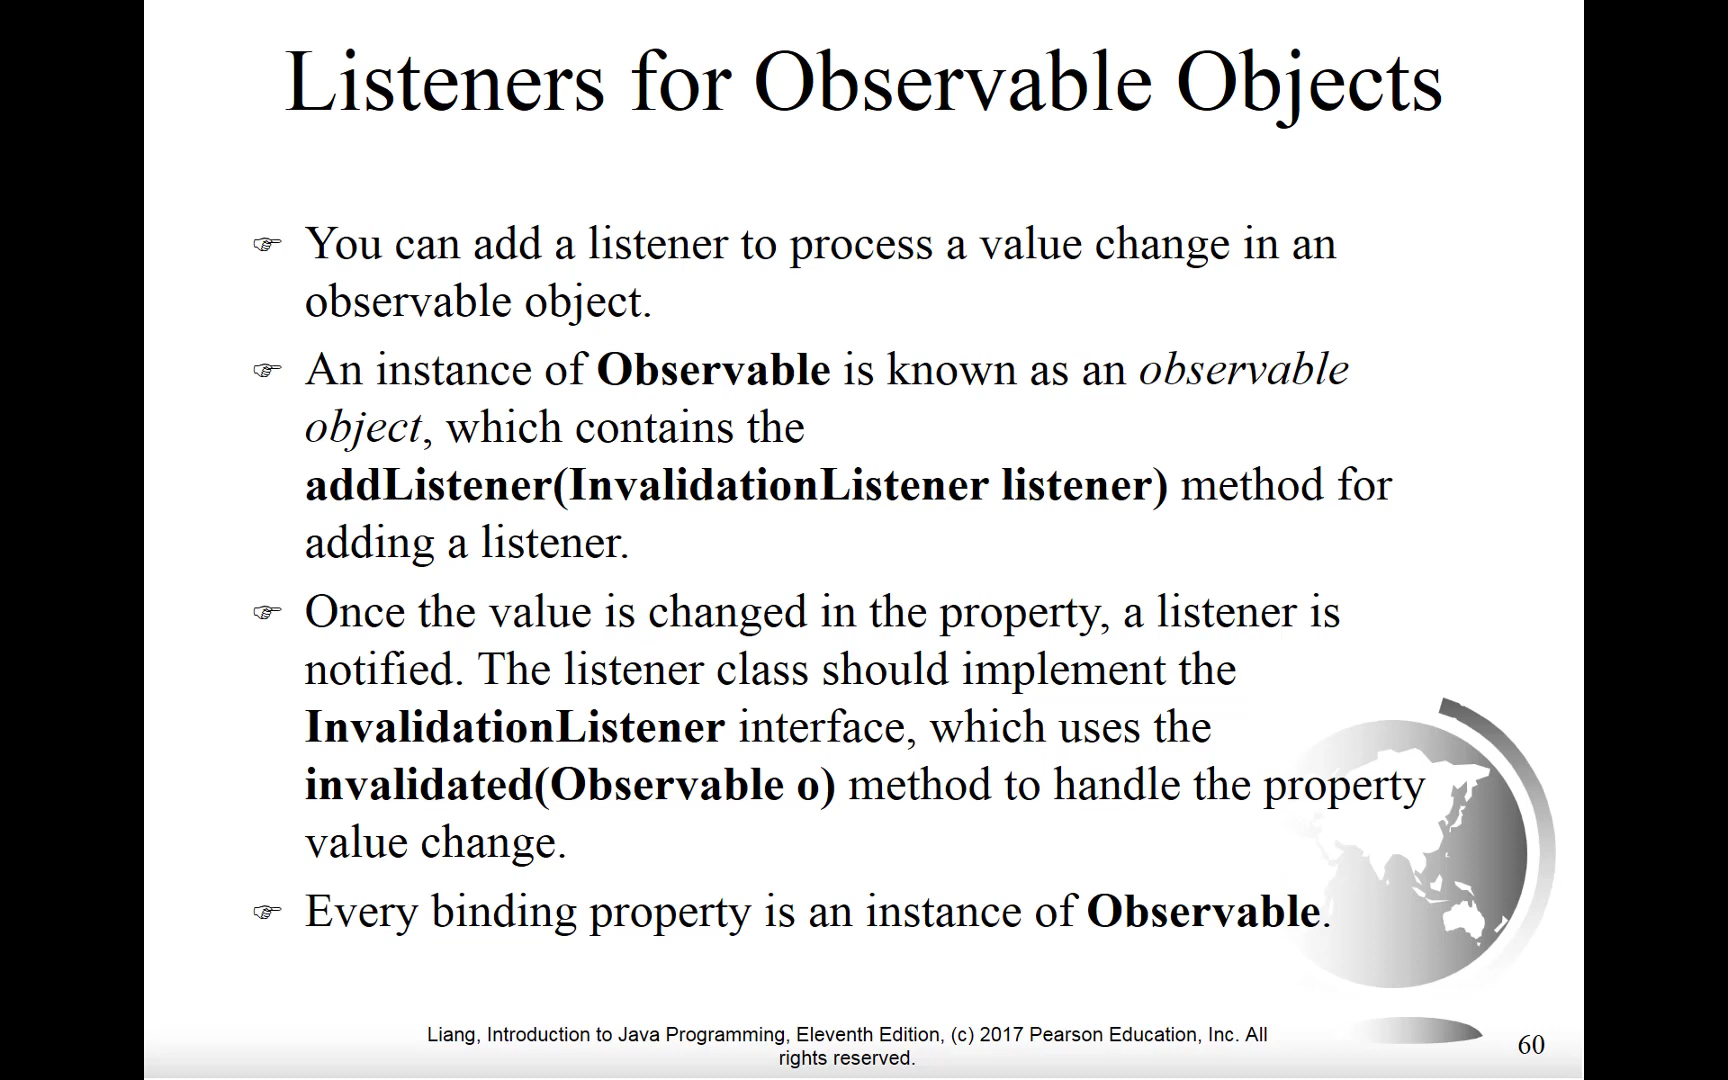 Listeners for Observable Objects
☞ You can add a listener to process a value change in an
observable object.
☞ An instance of Observable is known as an observable
object, which contains the
addListener(InvalidationListener listener) method for
adding a listener.
☞ Once the value is changed in the property, a listener is
notified. The listener class should implement the
InvalidationListener interface, which uses the
invalidated(Observable o) method to handle the property
value change.
☞ Every binding property is an instance of Observable.
Liang, Introduction to Java Programming, Eleventh Edition, (c) 2017 Pearson Education, Inc. All
rights reserved.
60